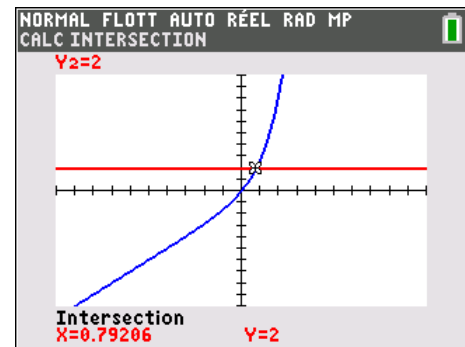 NORMAL FLOTT AUTO RÉEL RAD MP
CALC INTERSECTION
Y₂=2
Intersection
X=0.79206 Y=2